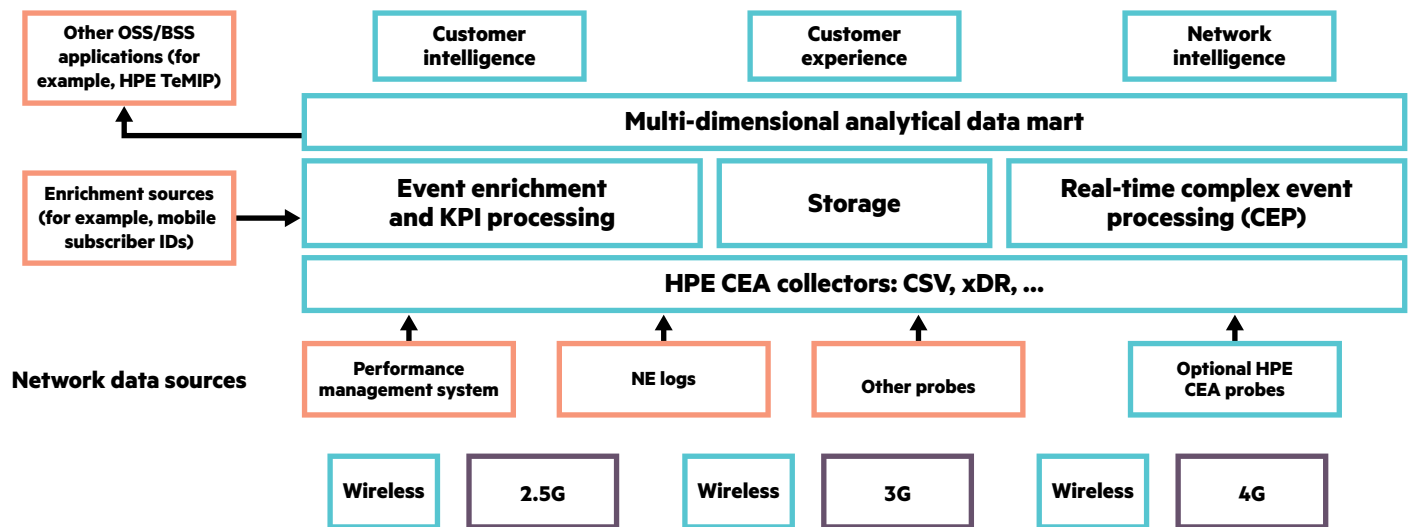 Other OSS/BSS
applications (for
example, HPE TeMIP)
Customer
intelligence
Customer
experience
Network
intelligence
Multi-dimensional analytical data mart
Enrichment sources
(for example, mobile
subscriber IDs)
Event enrichment
and KPI processing
Storage
Real-time complex event
processing (CEP)
HPE CEA collectors: CSV, xDR, ...
Network data sources
Performance
management system
NE logs
Other probes
Optional HPE
CEA probes
Wireless
2.5G
Wireless
3G
Wireless
4G